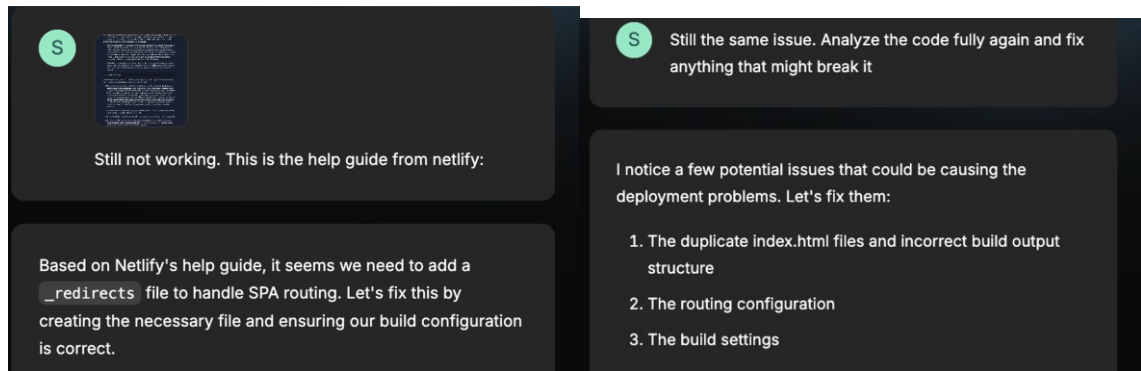 S
Still not working. This is the help guide from netlify:
Based on Netlify's help guide, it seems we need to add a
_redirects file to handle SPA routing. Let's fix this by
creating the necessary file and ensuring our build configuration
is correct.
S
Still the same issue. Analyze the code fully again and fix
anything that might break it
I notice a few potential issues that could be causing the
deployment problems. Let's fix them:
1. The duplicate index.html files and incorrect build output
structure
2. The routing configuration
3. The build settings